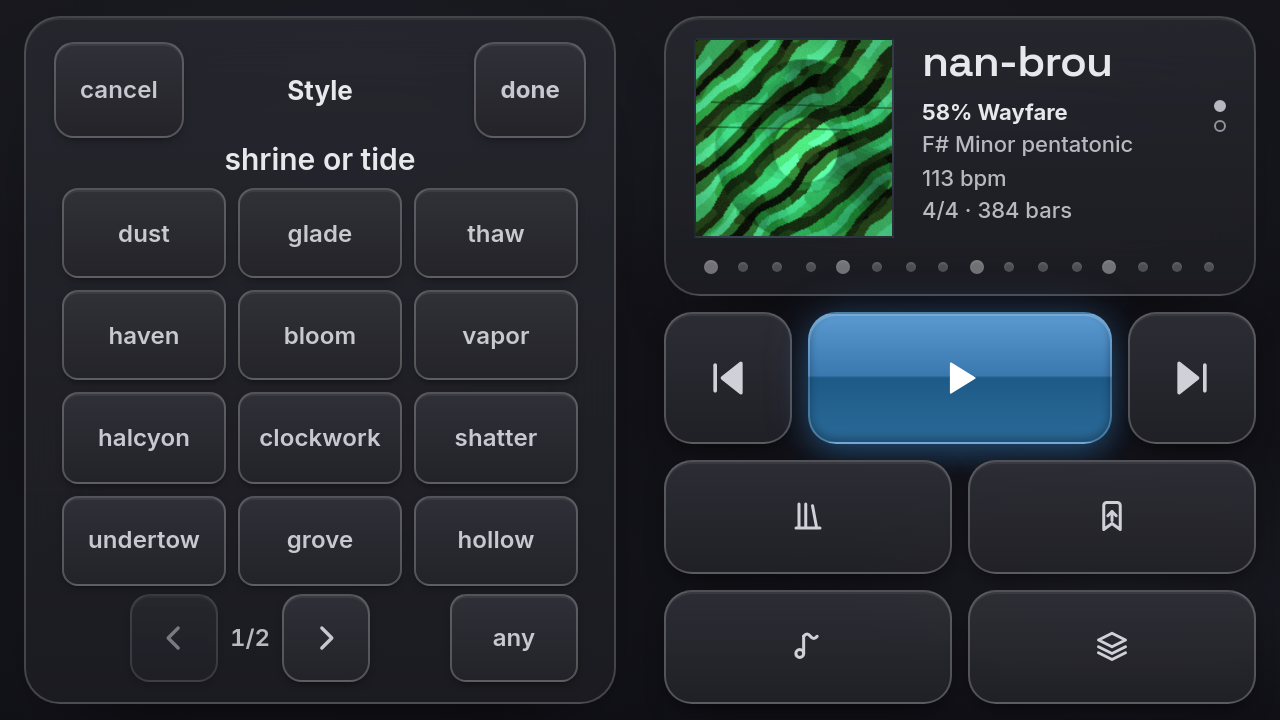 cancel
Style
done
shrine or tide
dust
glade
thaw
haven
bloom
vapor
halcyon
clockwork
shatter
undertow
grove
hollow
1/2
any
nan-brou
58% Wayfare
F# Minor pentatonic
113 bpm
4/4 · 384 bars